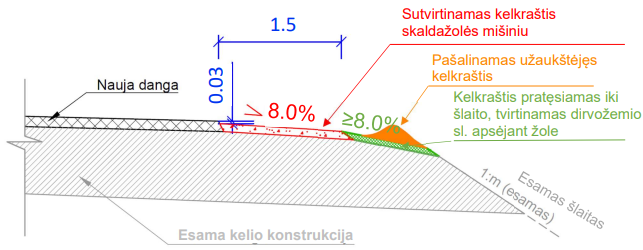 Sutvirtinamas kelkraštis
skaldažolės mišiniu
1.5
Pašalinamas užaukštėjęs
kelkraštis
Nauja danga
0.03
≥ 8.0%
≥8.0%
Kelkraštis pratęsiamas iki
šlaito, tvirtinamas dirvožemio
sl. apsėjant žole
Esamas šlaitas
1:m (esamas)
Esama kelio konstrukcija